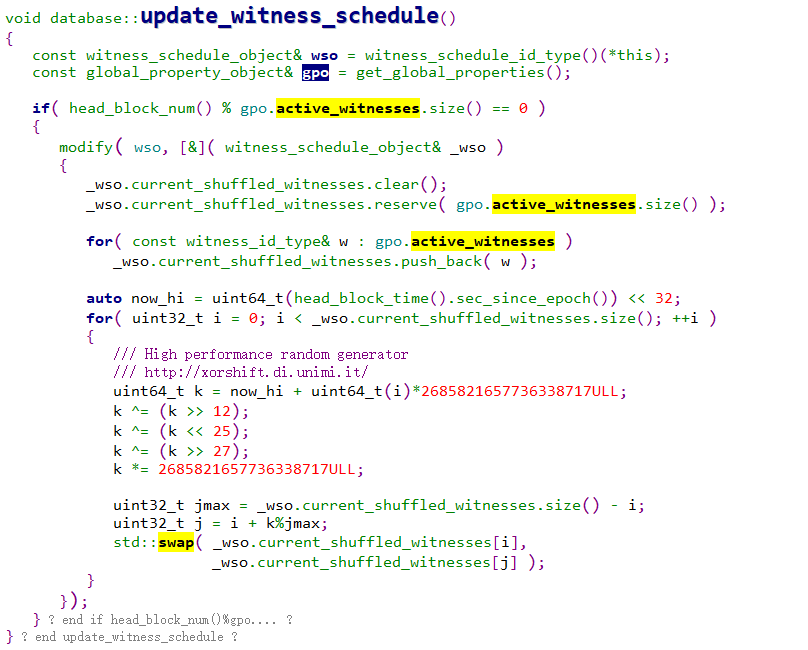 void database::update_witness_schedule()
{
   const witness_schedule_object& wso = witness_schedule_id_type()(*this);
   const global_property_object& gpo = get_global_properties();

   if( head_block_num() % gpo.active_witnesses.size() == 0 )
   {
      modify( wso, [&]( witness_schedule_object& _wso )
      {
         _wso.current_shuffled_witnesses.clear();
         _wso.current_shuffled_witnesses.reserve( gpo.active_witnesses.size() );

         for( const witness_id_type& w : gpo.active_witnesses )
            _wso.current_shuffled_witnesses.push_back( w );

         auto now_hi = uint64_t(head_block_time().sec_since_epoch()) << 32;
         for( uint32_t i = 0; i < _wso.current_shuffled_witnesses.size(); ++i )
         {
            /// High performance random generator
            /// http://xorshift.di.unimi.it/
            uint64_t k = now_hi + uint64_t(i)*2685821657736338717ULL;
            k ^= (k >> 12);
            k ^= (k << 25);
            k ^= (k >> 27);
            k *= 2685821657736338717ULL;

            uint32_t jmax = _wso.current_shuffled_witnesses.size() - i;
            uint32_t j = i + k%jmax;
            std::swap( _wso.current_shuffled_witnesses[i],
                       _wso.current_shuffled_witnesses[j] );
         }
      });
   } ? end if head_block_num()%gpo.... ?
} ? end update_witness_schedule ?